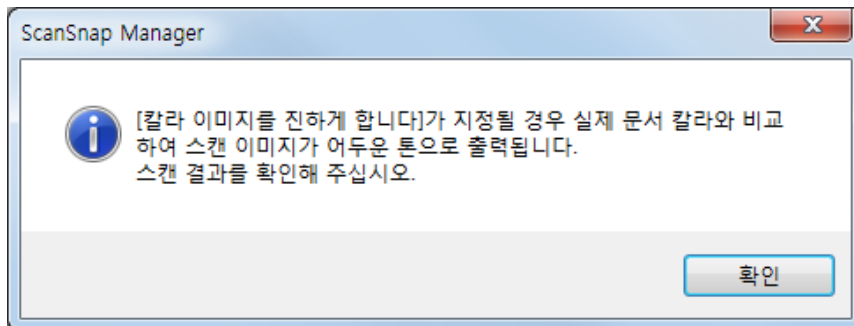 ScanSnap Manager
[칼라 이미지를 진하게 합니다]가 지정될 경우 실제 문서 칼라와 비교
하여 스캔 이미지가 어두운 톤으로 출력됩니다.
스캔 결과를 확인해 주십시오.
확인